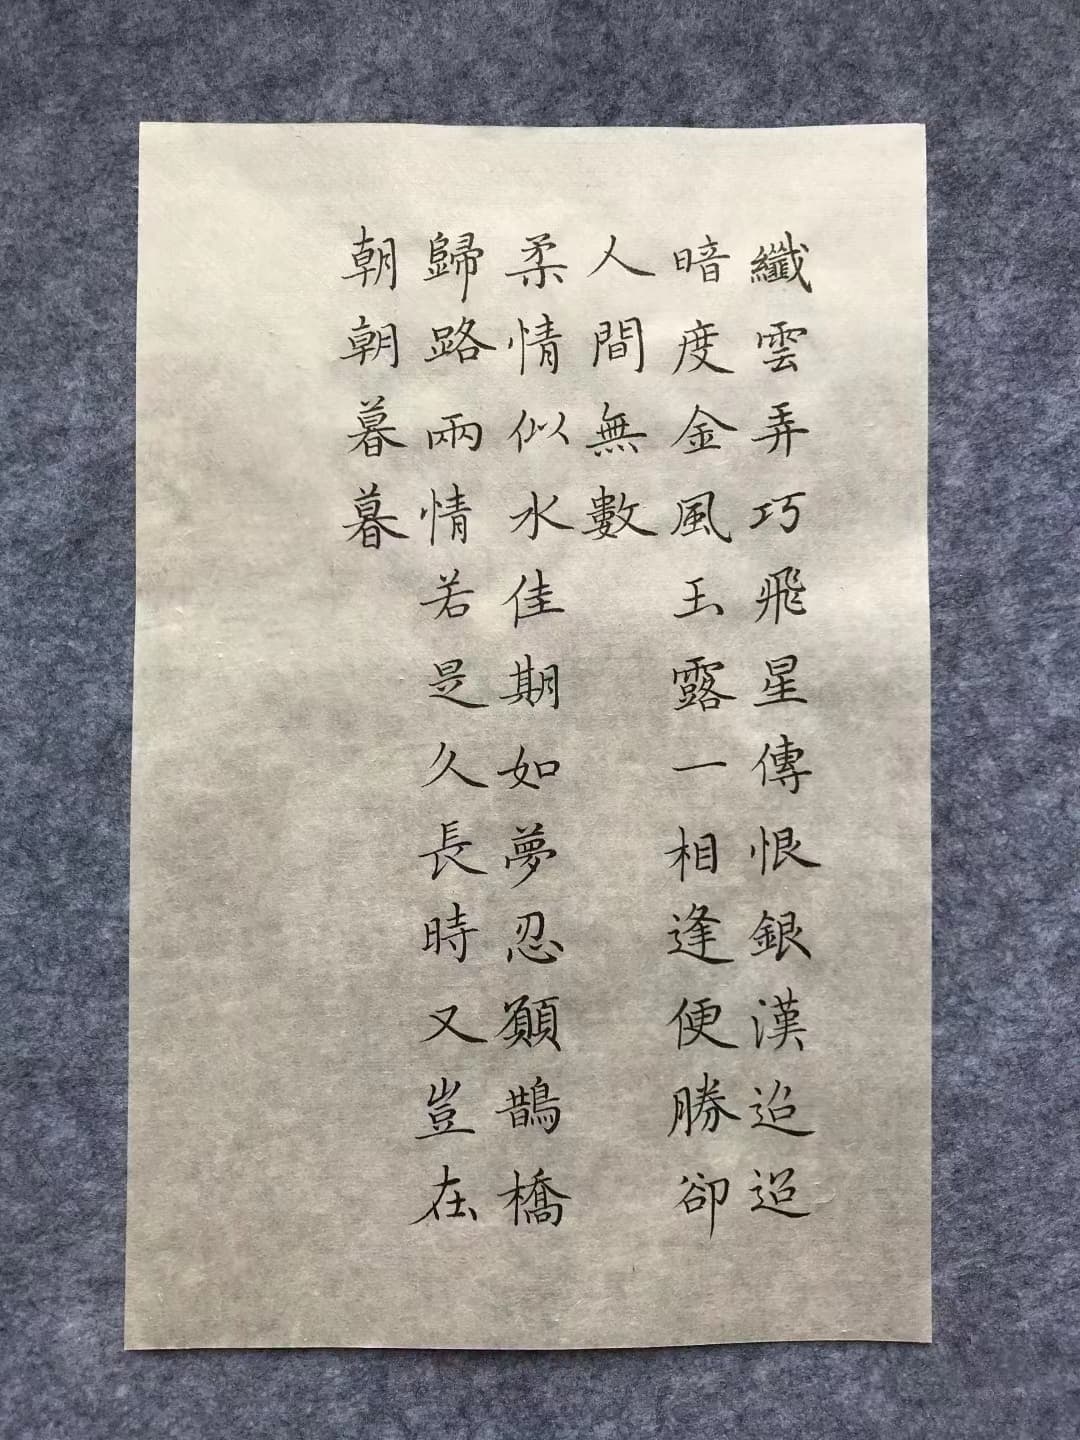 纖雲弄巧飛星傳恨銀漢迢迢
暗度金風玉露一相逢便勝卻
人間無數
柔情似水佳期如夢忍顧鵲橋
歸路兩情若是久長時又豈在
朝朝暮暮